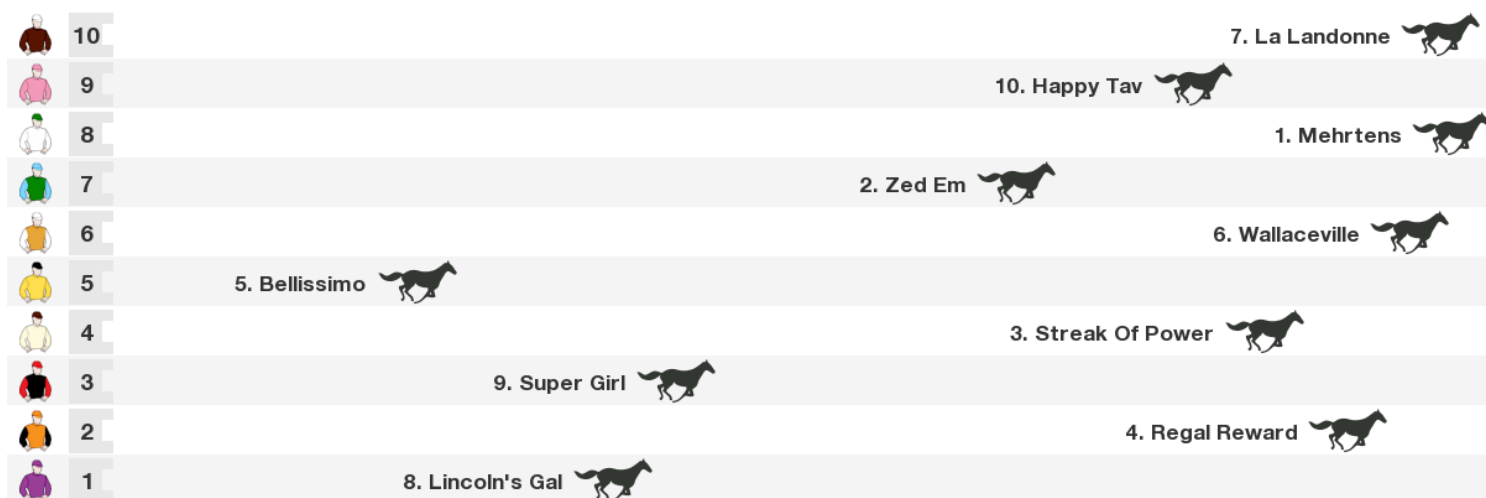 10 7. La Landonne
9 10. Happy Tav
8 1. Mehrtens
7 2. Zed Em
6 6. Wallaceville
5 5. Bellissimo
4 3. Streak Of Power
3 9. Super Girl
2 4. Regal Reward
1 8. Lincoln's Gal